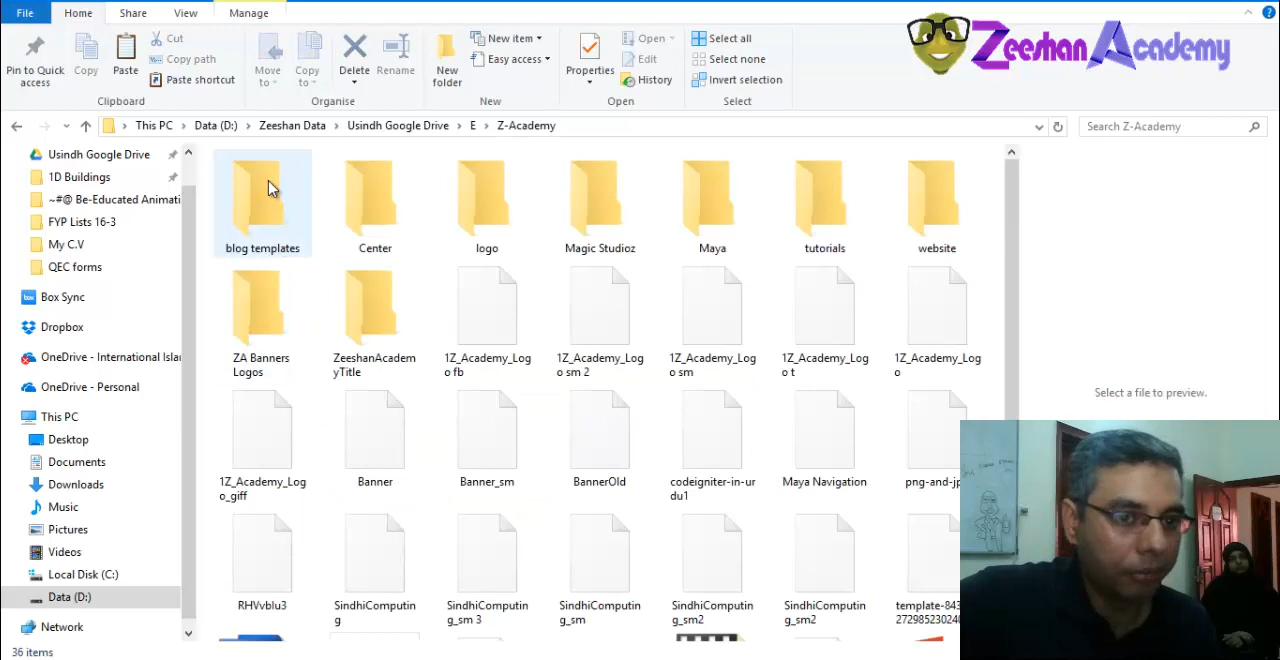 File
Home
Share
View
Manage
Zeeshan Academy
Pin to Quick
access
Copy
Paste
Cut
Copy path
Paste shortcut
Clipboard
Move
to
Copy
to
Delete
Rename
Organise
New
folder
New item
Easy access
New
Properties
Open
Edit
History
Open
Select all
Select none
Invert selection
Select
This PC
Data (D:)
Zeeshan Data
Usindh Google Drive
E
Z-Academy
Search Z-Academy
Usindh Google Drive
1D Buildings
~#@ Be-Educated Animati
FYP Lists 16-3
My C.V
QEC forms
Box Sync
Dropbox
OneDrive - International Islar
OneDrive - Personal
This PC
Desktop
Documents
Downloads
Music
Pictures
Videos
Local Disk (C:)
Data (D:)
Network
blog templates
Center
logo
Magic Studioz
Maya
tutorials
website
ZA Banners
Logos
ZeeshanAcadem
yTitle
1Z_Academy_Log
o fb
1Z_Academy_Log
o sm 2
1Z_Academy_Log
o sm
1Z_Academy_Log
o t
1Z_Academy_Log
o
1Z_Academy_Log
o_giff
Banner
Banner_sm
BannerOld
codeigniter-in-ur
du1
Maya Navigation
png-and-jp
RHVvblu3
SindhiComputin
g
SindhiComputin
g_sm 3
SindhiComputin
g_sm
SindhiComputin
g_sm2
SindhiComputin
g_sm2
template-843
27298523024
Select a file to preview.
36 items